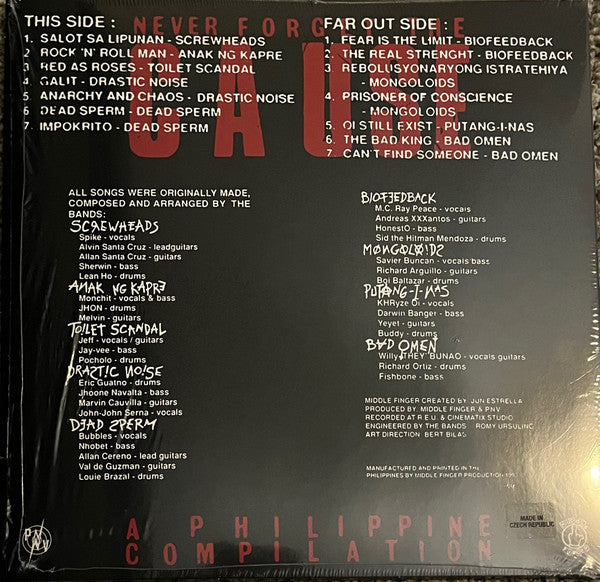 NEVER FORGET THE
CAUSE
THIS SIDE :
1. SALOT SA LIPUNAN - SCREWHEADS
2. ROCK 'N' ROLL MAN - ANAK NG KAPRE
3. RED AS ROSES - TOILET SCANDAL
4. GALIT - DRASTIC NOISE
5. ANARCHY AND CHAOS - DRASTIC NOISE
6. DEAD SPERM - DEAD SPERM
7. IMPOKRITO - DEAD SPERM
FAR OUT SIDE :
1. FEAR IS THE LIMIT - BIOFEEDBACK
2. THE REAL STRENGHT - BIOFEEDBACK
3. REBOLUSYONARYONG ISTRATEHIYA
- MONGOLOIDS
4. PRISONER OF CONSCIENCE
- MONGOLOIDS
5. OI STILL EXIST - PUTANG-I-NAS
6. THE BAD KING - BAD OMEN
7. CAN'T FIND SOMEONE - BAD OMEN
ALL SONGS WERE ORIGINALLY MADE,
COMPOSED AND ARRANGED BY THE
BANDS:
SCREWHEADS
Spike - vocals
Alvin Santa Cruz - leadguitars
Allan Santa Cruz - guitars
Sherwin - bass
Lean Ho - drums
ANAK NG KAPRE
Monchit - vocals & bass
JHON - drums
Melvin - guitars
TOILET SCANDAL
Jeff - vocals / guitars
Jay-vee - bass
Pocholo - drums
DRAZTIC NOISE
Eric Guatno - drums
Jhoone Navalta - bass
Marvin Cauvilla - guitars
John-John Serna - vocals
DEAD SPERM
Bubbles - vocals
Nhobet - bass
Allan Cereno - lead guitars
Val de Guzman - guitars
Louie Brazal - drums
BIOFEEDBACK
M.C. Ray Peace - vocals
Andreas XXXantos - guitars
HonestO - bass
Sid the Hitman Mendoza - drums
MONGOLOIDS
Savier Buncan - vocals bass
Richard Arguillo - guitars
Boi Baltazar - drums
PUTANG-I-NAS
KHRyze Oi - vocals
Darwin Banger - bass
Yeyet - guitars
Buddy - drums
BAD OMEN
Willy "THEY" BUNAO - vocals guitars
Richard Ortiz - drums
Fishbone - bass
MIDDLE FINGER CREATED BY: JUN ESTRELLA
PRODUCED BY: MIDDLE FINGER & PNV
RECORDED AT R.E.U. & CINEMATIX STUDIO
ENGINEERED BY THE BANDS ROMY URSULINO
ART DIRECTION: BERT BILAS
MANUFACTURED AND PRINTED IN THE
PHILIPPINES BY MIDDLE FINGER PRODUCTION
MADE IN
CZECH REPUBLIC
PNV
A PHILIPPINE
COMPILATION